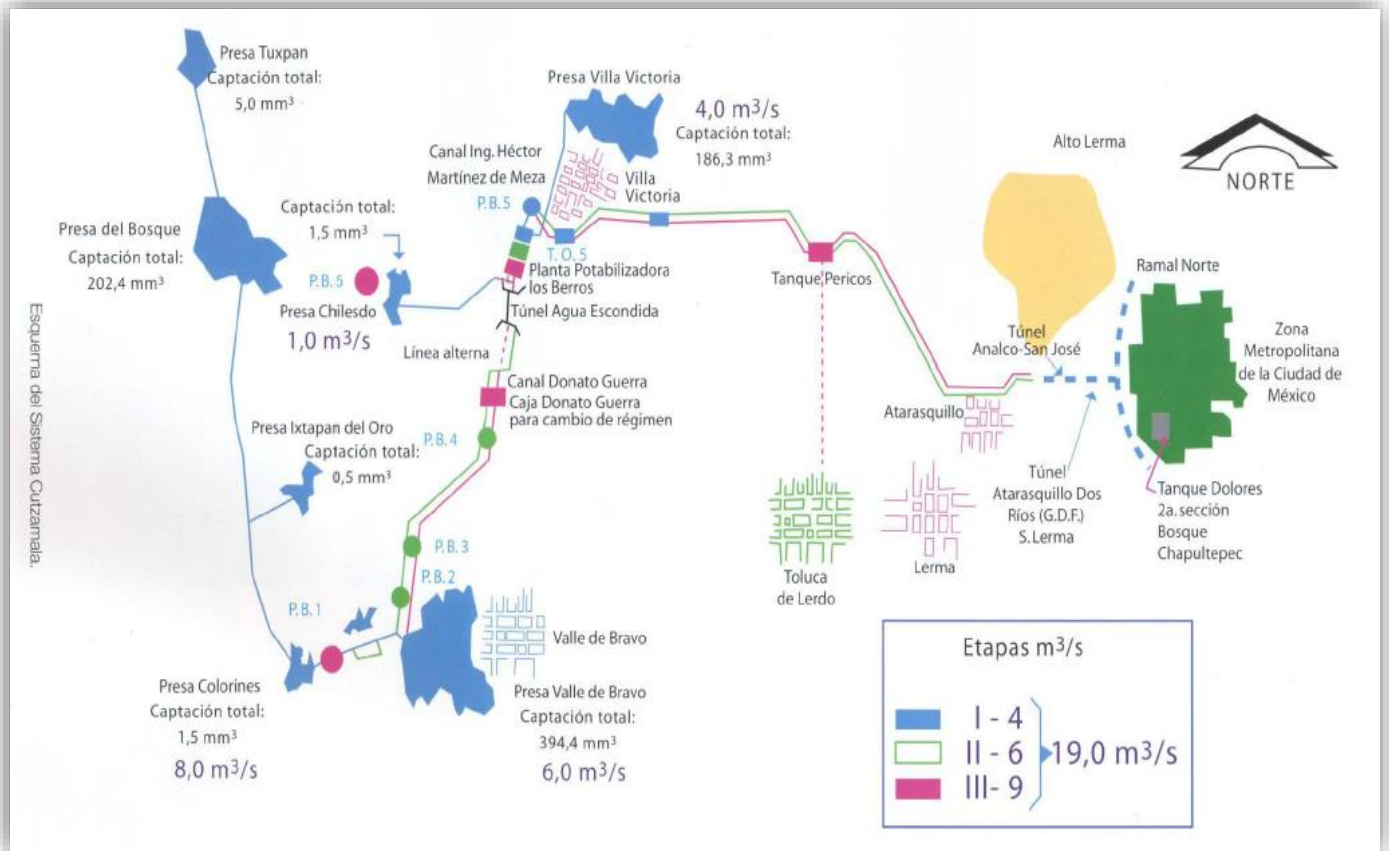 Presa Tuxpan
Captación total:
5,0 mm³
Presa Villa Victoria
4,0 m³/s
Captación total:
186,3 mm³
Canal Ing. Héctor
Martínez de Meza
P.B.5
Villa
Victoria
T.O.5
Alto Lerma
NORTE
Presa del Bosque
Captación total:
202,4 mm³
Captación total:
1,5 mm³
P.B.5
Presa Chilesdo
1,0 m³/s
Planta Potabilizadora
los Berros
Túnel Agua Escondida
Línea alterna
Canal Donato Guerra
Caja Donato Guerra
para cambio de régimen
Tanque Pericos
Ramal Norte
Túnel
Analco-San José
Zona
Metropolitana
de la Ciudad de
México
Atarasquillo
Túnel
Atarasquillo Dos
Ríos (G.D.F.)
S. Lerma
Tanque Dolores
2a. sección
Bosque
Chapultepec
Esquema del Sistema Cutzamala.
Presa Ixtapan del Oro
Captación total:
0,5 mm³
P.B.4
P.B.3
P.B.2
P.B.1
Toluca
de Lerdo
Lerma
Valle de Bravo
Presa Colorines
Captación total:
1,5 mm³
8,0 m³/s
Presa Valle de Bravo
Captación total:
394,4 mm³
6,0 m³/s
Etapas m³/s
I - 4
II - 6
III- 9
19,0 m³/s